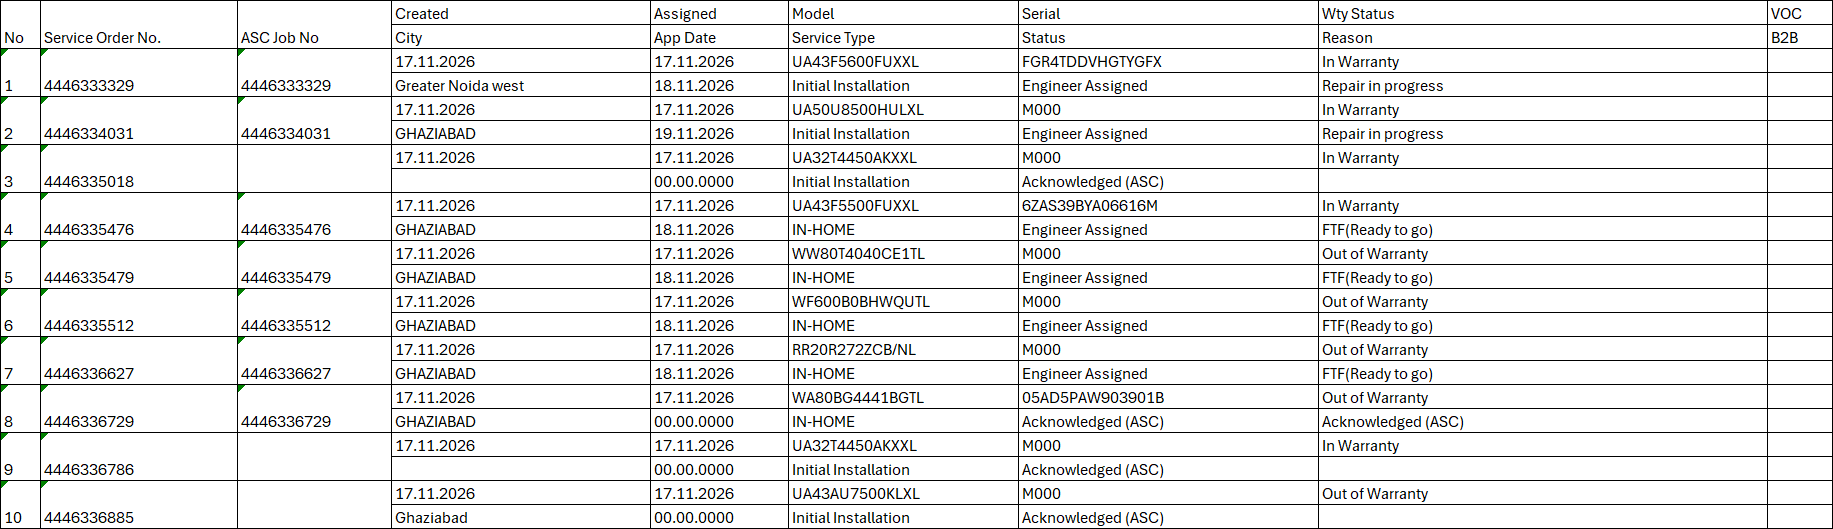 Created Assigned Model Serial Wty Status VOC
No Service Order No. ASC Job No City App Date Service Type Status Reason B2B
17.11.2026 17.11.2026 UA43F5600FUXXL FGR4TDDVHGTYGFX In Warranty
1 4446333329 4446333329 Greater Noida west 18.11.2026 Initial Installation Engineer Assigned Repair in progress
17.11.2026 17.11.2026 UA50U8500HULXL M000 In Warranty
2 4446334031 4446334031 GHAZIABAD 19.11.2026 Initial Installation Engineer Assigned Repair in progress
17.11.2026 17.11.2026 UA32T4450AKXXL M000 In Warranty
3 4446335018 00.00.0000 Initial Installation Acknowledged (ASC)
17.11.2026 17.11.2026 UA43F5500FUXXL 6ZAS39BYA06616M In Warranty
4 4446335476 4446335476 GHAZIABAD 18.11.2026 IN-HOME Engineer Assigned FTF(Ready to go)
17.11.2026 17.11.2026 WW80T4040CE1TL M000 Out of Warranty
5 4446335479 4446335479 GHAZIABAD 18.11.2026 IN-HOME Engineer Assigned FTF(Ready to go)
17.11.2026 17.11.2026 WF600B0BHWQUTL M000 Out of Warranty
6 4446335512 4446335512 GHAZIABAD 18.11.2026 IN-HOME Engineer Assigned FTF(Ready to go)
17.11.2026 17.11.2026 RR20R272ZCB/NL M000 Out of Warranty
7 4446336627 4446336627 GHAZIABAD 18.11.2026 IN-HOME Engineer Assigned FTF(Ready to go)
17.11.2026 17.11.2026 WA80BG4441BGTL 05AD5PAW903901B Out of Warranty
8 4446336729 4446336729 GHAZIABAD 00.00.0000 IN-HOME Acknowledged (ASC) Acknowledged (ASC)
17.11.2026 17.11.2026 UA32T4450AKXXL M000 In Warranty
9 4446336786 00.00.0000 Initial Installation Acknowledged (ASC)
17.11.2026 17.11.2026 UA43AU7500KLXL M000 Out of Warranty
10 4446336885 Ghaziabad 00.00.0000 Initial Installation Acknowledged (ASC)